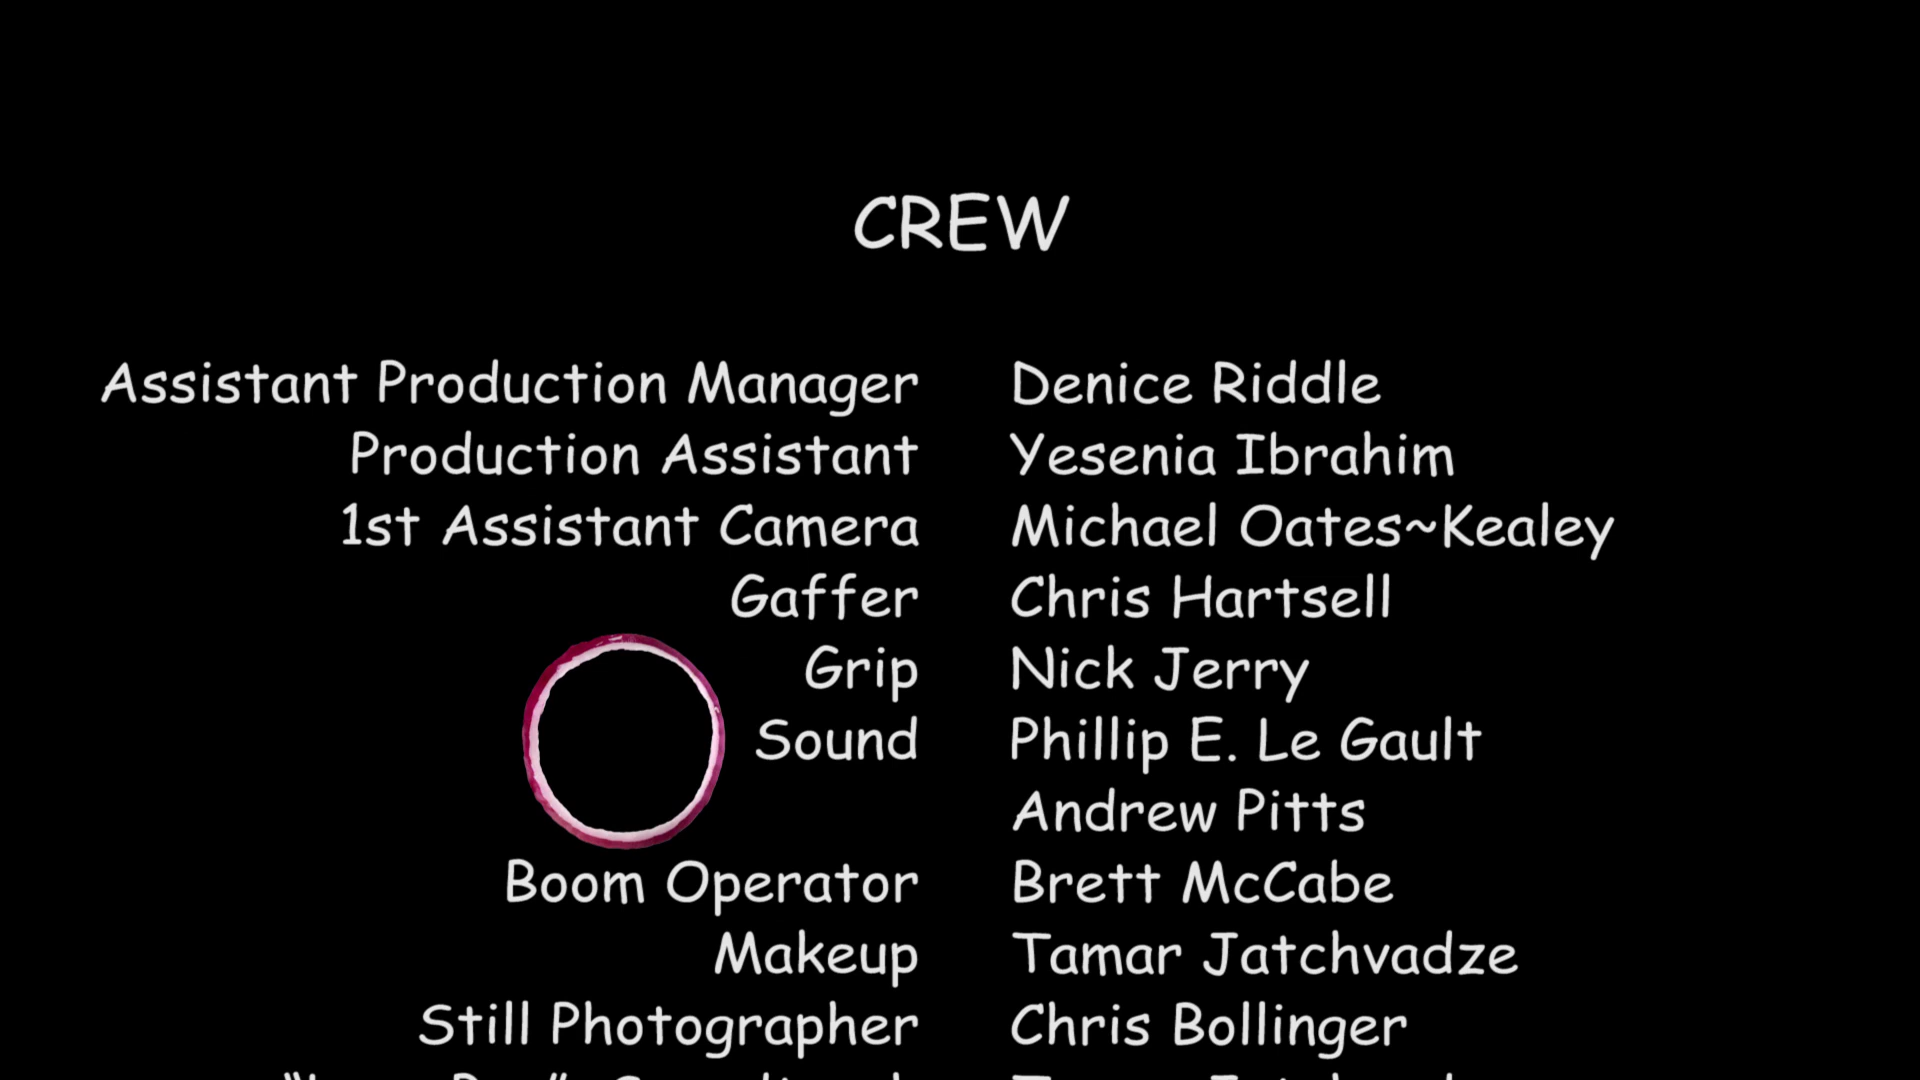 CREW
Assistant Production Manager Denice Riddle
Production Assistant Yesenia Ibrahim
1st Assistant Camera Michael Oates~Kealey
Gaffer Chris Hartsell
Grip Nick Jerry
Sound Phillip E. Le Gault
Andrew Pitts
Boom Operator Brett McCabe
Makeup Tamar Jatchvadze
Still Photographer Chris Bollinger